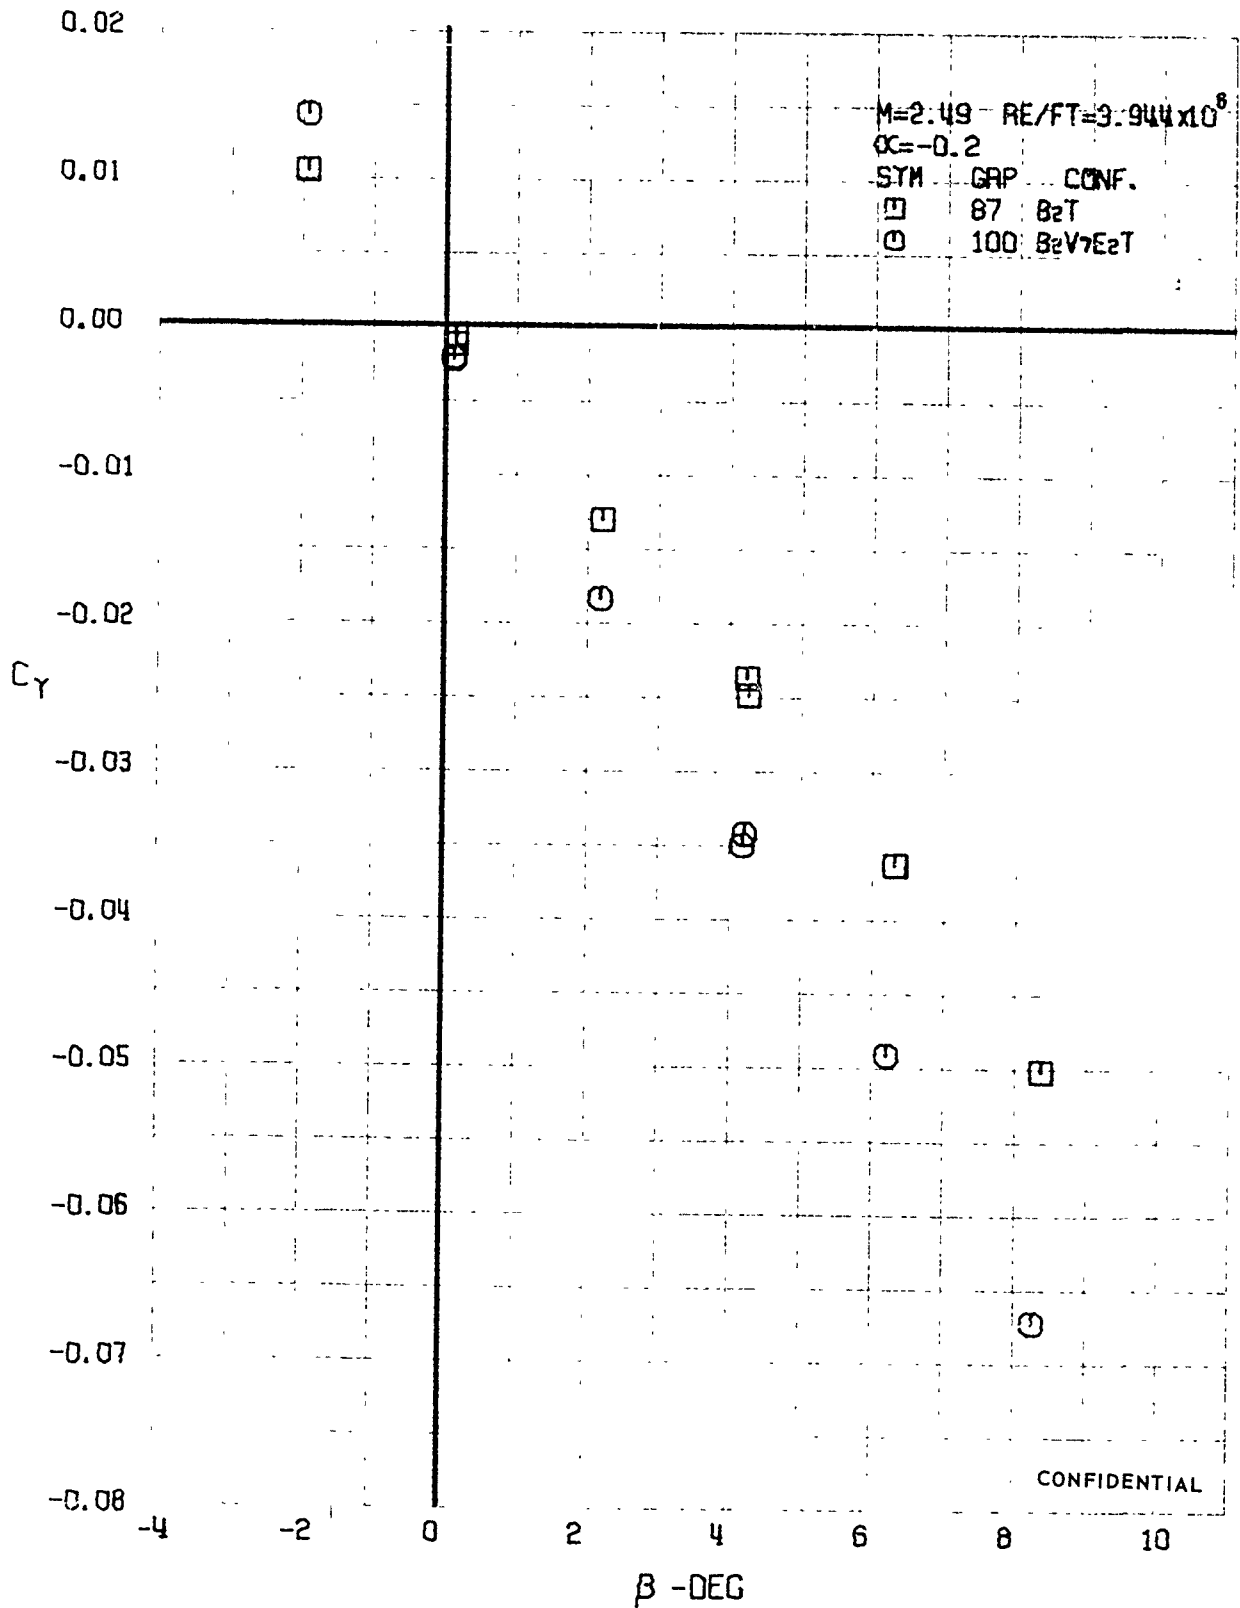 0.02
0.01
0.00
-0.01
-0.02
-0.03
-0.04
-0.05
-0.06
-0.07
-0.08
CY
M=2.49 RE/FT=3.944x10⁶
α=-0.2
SYM GRP CONF.
87 B2T
100 B2V7E2T
CONFIDENTIAL
-4 -2 0 2 4 6 8 10
β -DEG